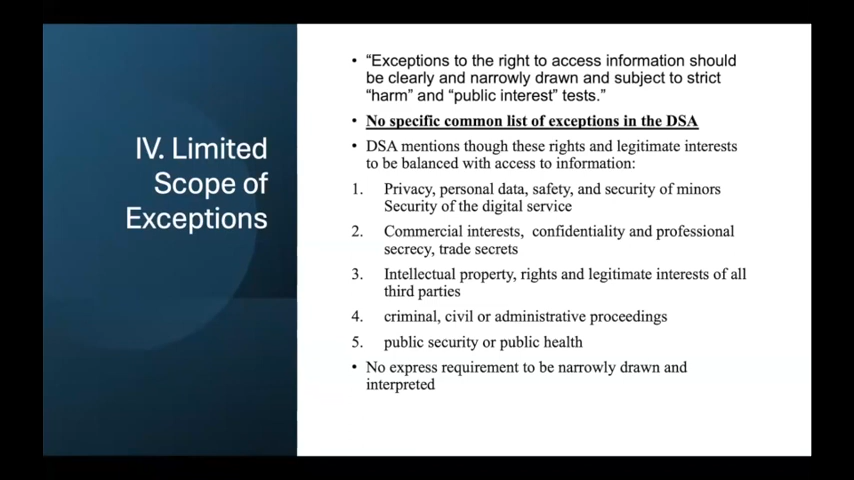 IV. Limited
Scope of
Exceptions
• “Exceptions to the right to access information should
be clearly and narrowly drawn and subject to strict
“harm” and “public interest” tests.”
• No specific common list of exceptions in the DSA
• DSA mentions though these rights and legitimate interests
to be balanced with access to information:
1. Privacy, personal data, safety, and security of minors
Security of the digital service
2. Commercial interests, confidentiality and professional
secrecy, trade secrets
3. Intellectual property, rights and legitimate interests of all
third parties
4. criminal, civil or administrative proceedings
5. public security or public health
• No express requirement to be narrowly drawn and
interpreted